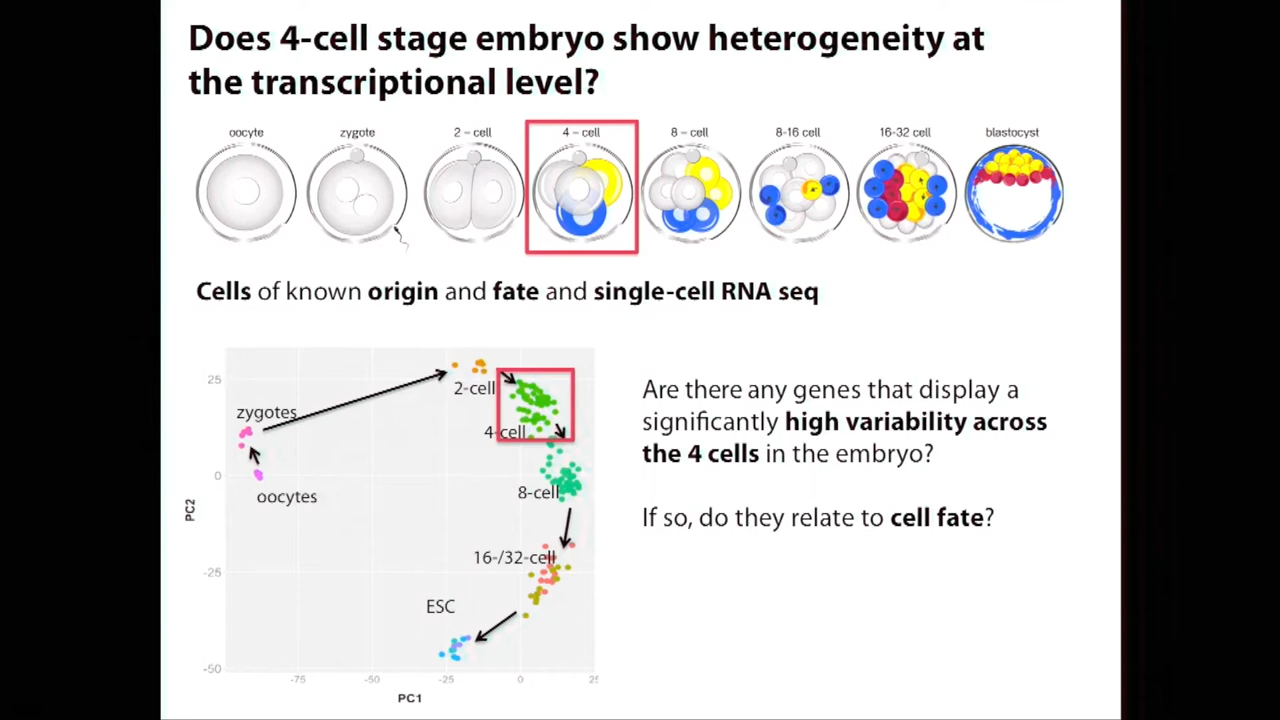 Does 4-cell stage embryo show heterogeneity at
the transcriptional level?
oocyte
zygote
2 – cell
4 – cell
8 – cell
8-16 cell
16-32 cell
blastocyst
Cells of known origin and fate and single-cell RNA seq
25
0
-25
-50
PC2
zygotes
oocytes
2-cell
4-cell
8-cell
16-/32-cell
ESC
-75
-50
-25
0
25
PC1
Are there any genes that display a
significantly high variability across
the 4 cells in the embryo?
If so, do they relate to cell fate?